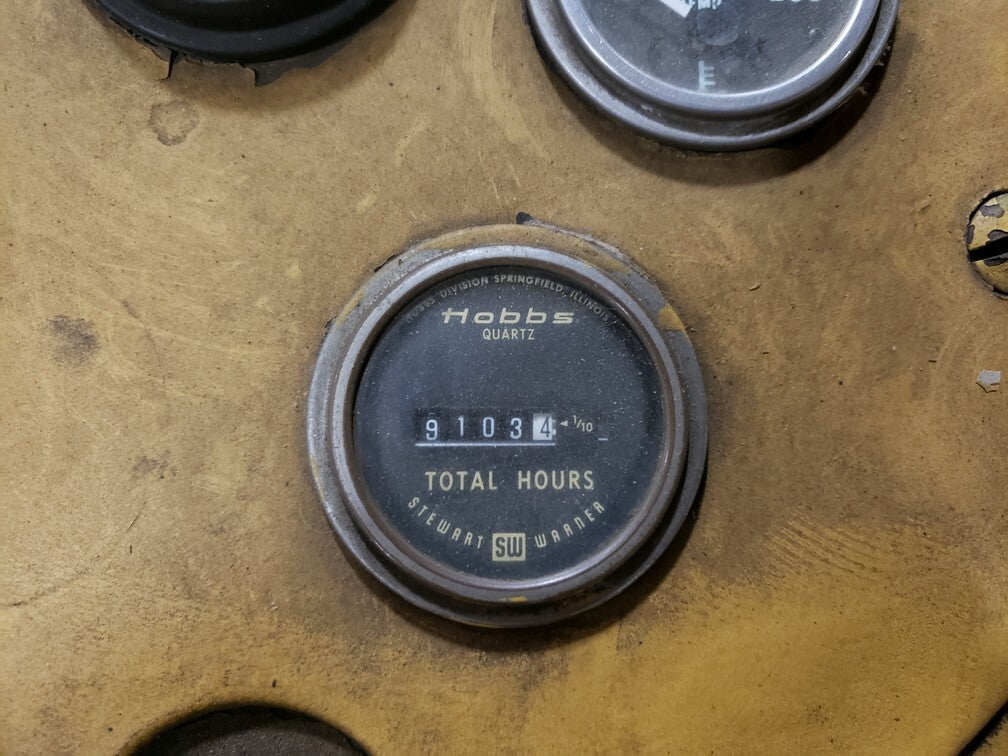 HOBBS DIVISION SPRINGFIELD, ILLINOIS
Hobbs
QUARTZ
91034 1/10
TOTAL HOURS
STEWART SW WARNER